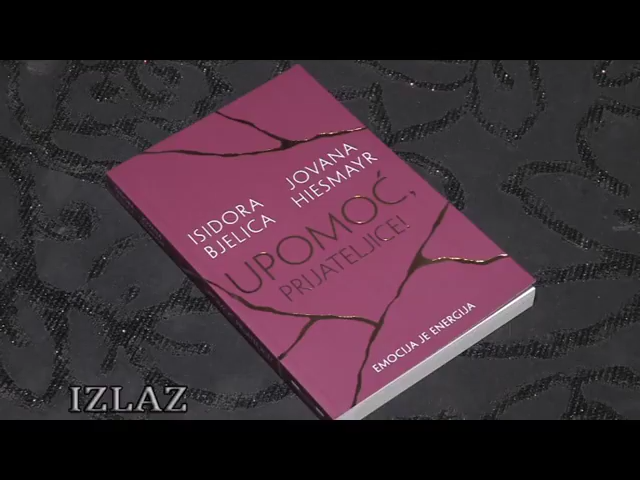 ISIDORA
BJELICA
JOVANA
HIESMAYR
UPOMOĆ,
PRIJATELJICE!
EMOCIJA JE ENERGIJA
IZLAZ